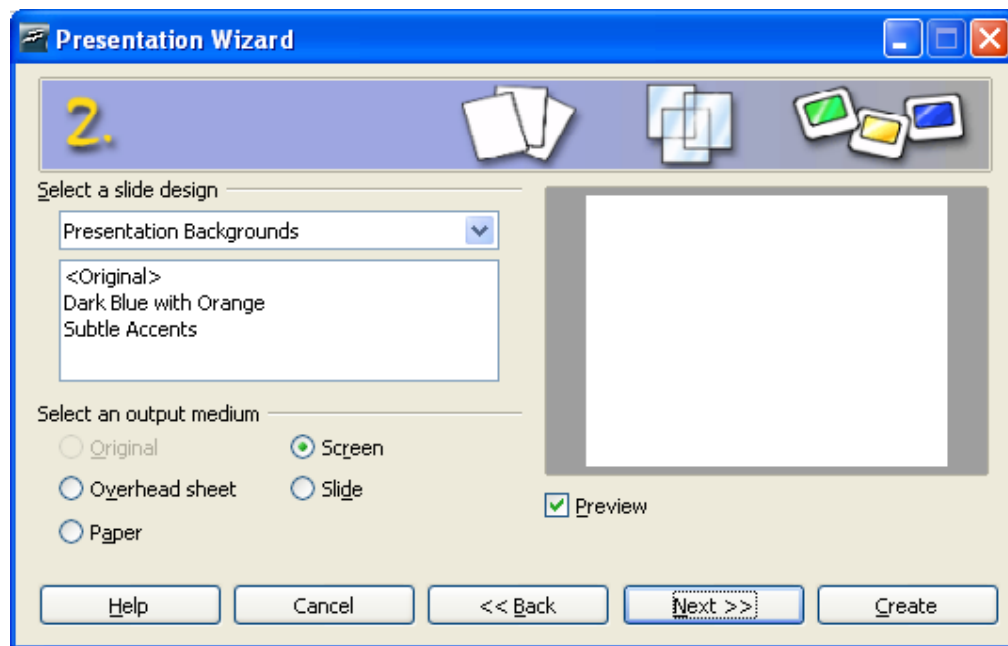 Presentation Wizard
2.
Select a slide design
Presentation Backgrounds
<Original>
Dark Blue with Orange
Subtle Accents
Select an output medium
Original
Screen
Overhead sheet
Slide
Paper
Preview
Help
Cancel
<< Back
Next >>
Create